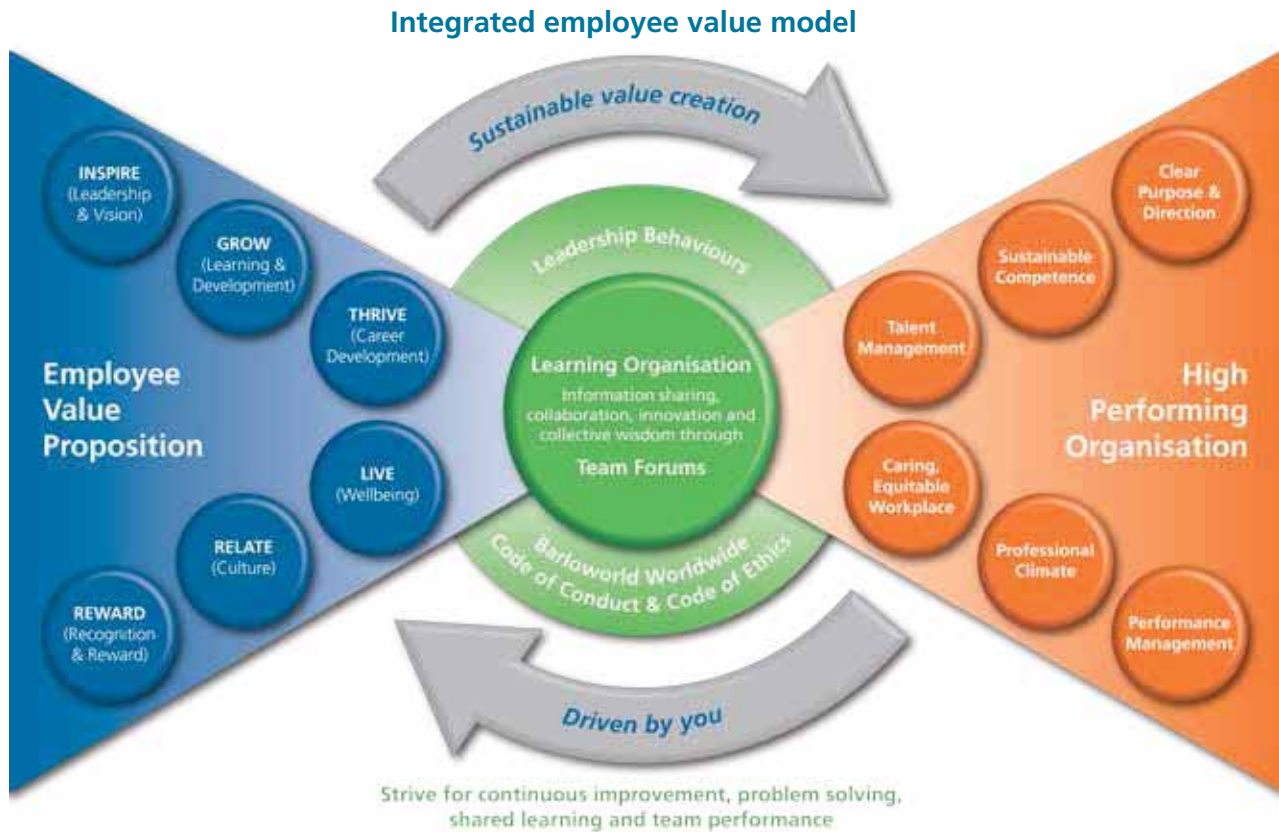 Integrated employee value model
Sustainable value creation
INSPIRE
(Leadership
& Vision)
GROW
(Learning &
Development)
THRIVE
(Career
Development)
Employee
Value
Proposition
LIVE
(Wellbeing)
RELATE
(Culture)
REWARD
(Recognition
& Reward)
Leadership Behaviours
Learning Organisation
Information sharing,
collaboration, innovation and
collective wisdom through
Team Forums
Barloworld Worldwide
Code of Conduct & Code of Ethics
Clear
Purpose &
Direction
Sustainable
Competence
Talent
Management
High
Performing
Organisation
Caring,
Equitable
Workplace
Professional
Climate
Performance
Management
Driven by you
Strive for continuous improvement, problem solving,
shared learning and team performance